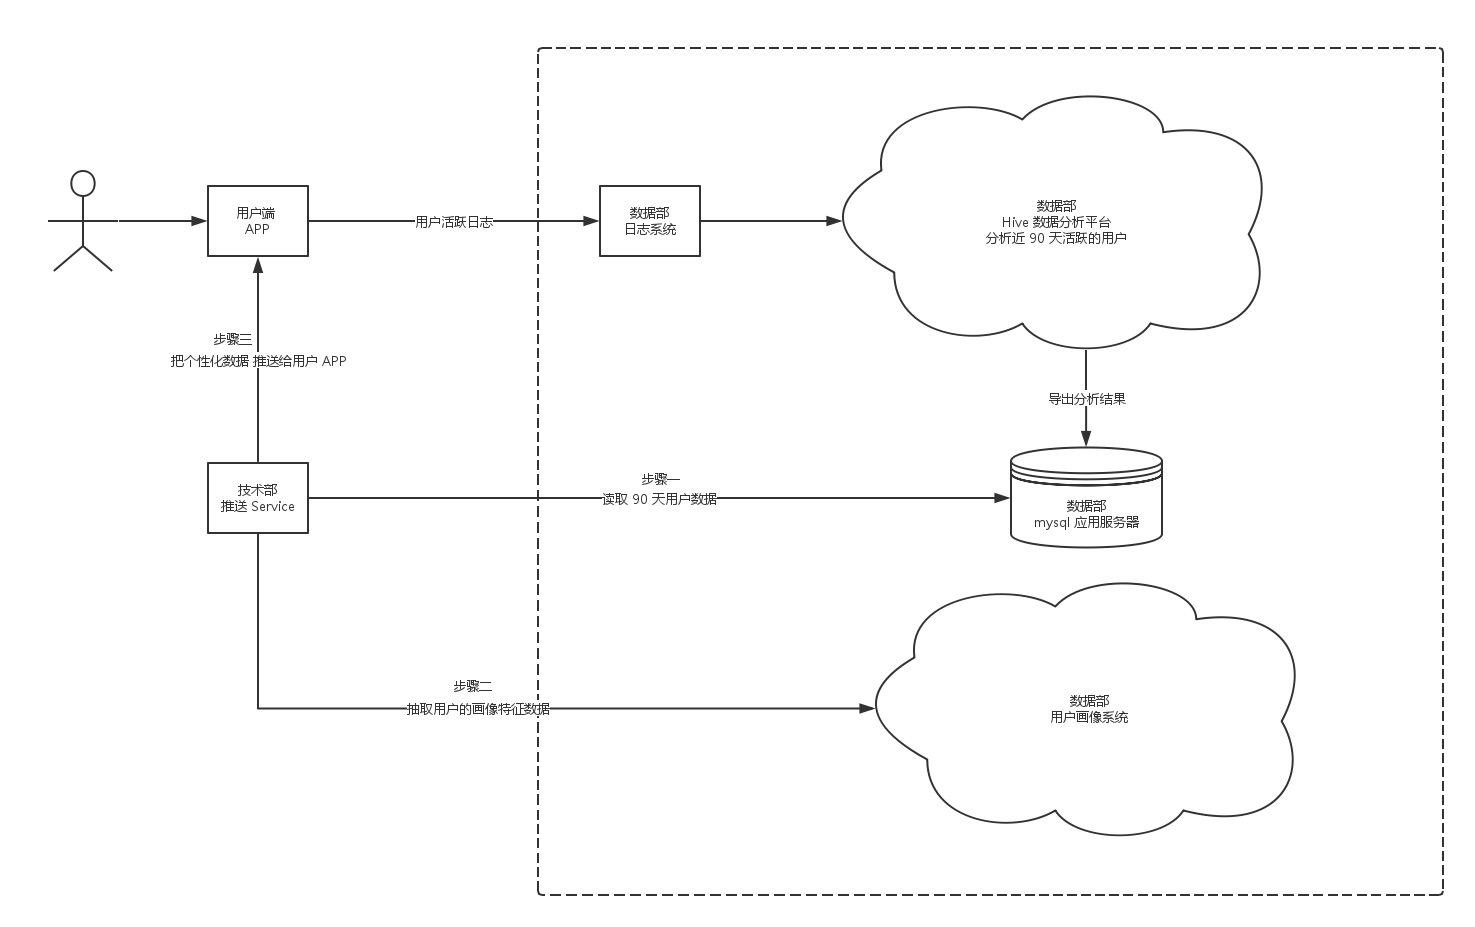 用户端
APP
用户活跃日志
数据部
日志系统
数据部
Hive 数据分析平台
分析近 90 天活跃的用户
步骤三
把个性化数据 推送给用户 APP
导出分析结果
技术部
推送 Service
步骤一
读取 90 天用户数据
数据部
mysql 应用服务器
步骤二
抽取用户的画像特征数据
数据部
用户画像系统